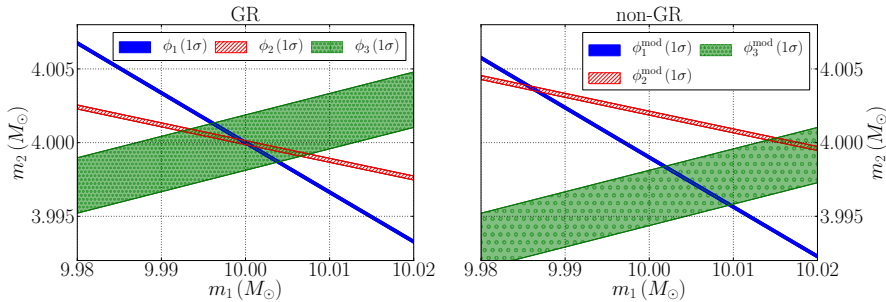 GR
ϕ₁(1σ) ϕ₂(1σ) ϕ₃(1σ)
4.005
4.000
3.995
m₂ (M⊙)
9.98 9.99 10.00 10.01 10.02
m₁ (M⊙)
non-GR
ϕ₁ᵐᵒᵈ(1σ) ϕ₃ᵐᵒᵈ(1σ)
ϕ₂ᵐᵒᵈ(1σ)
4.005
4.000
3.995
m₂ (M⊙)
9.98 9.99 10.00 10.01 10.02
m₁ (M⊙)